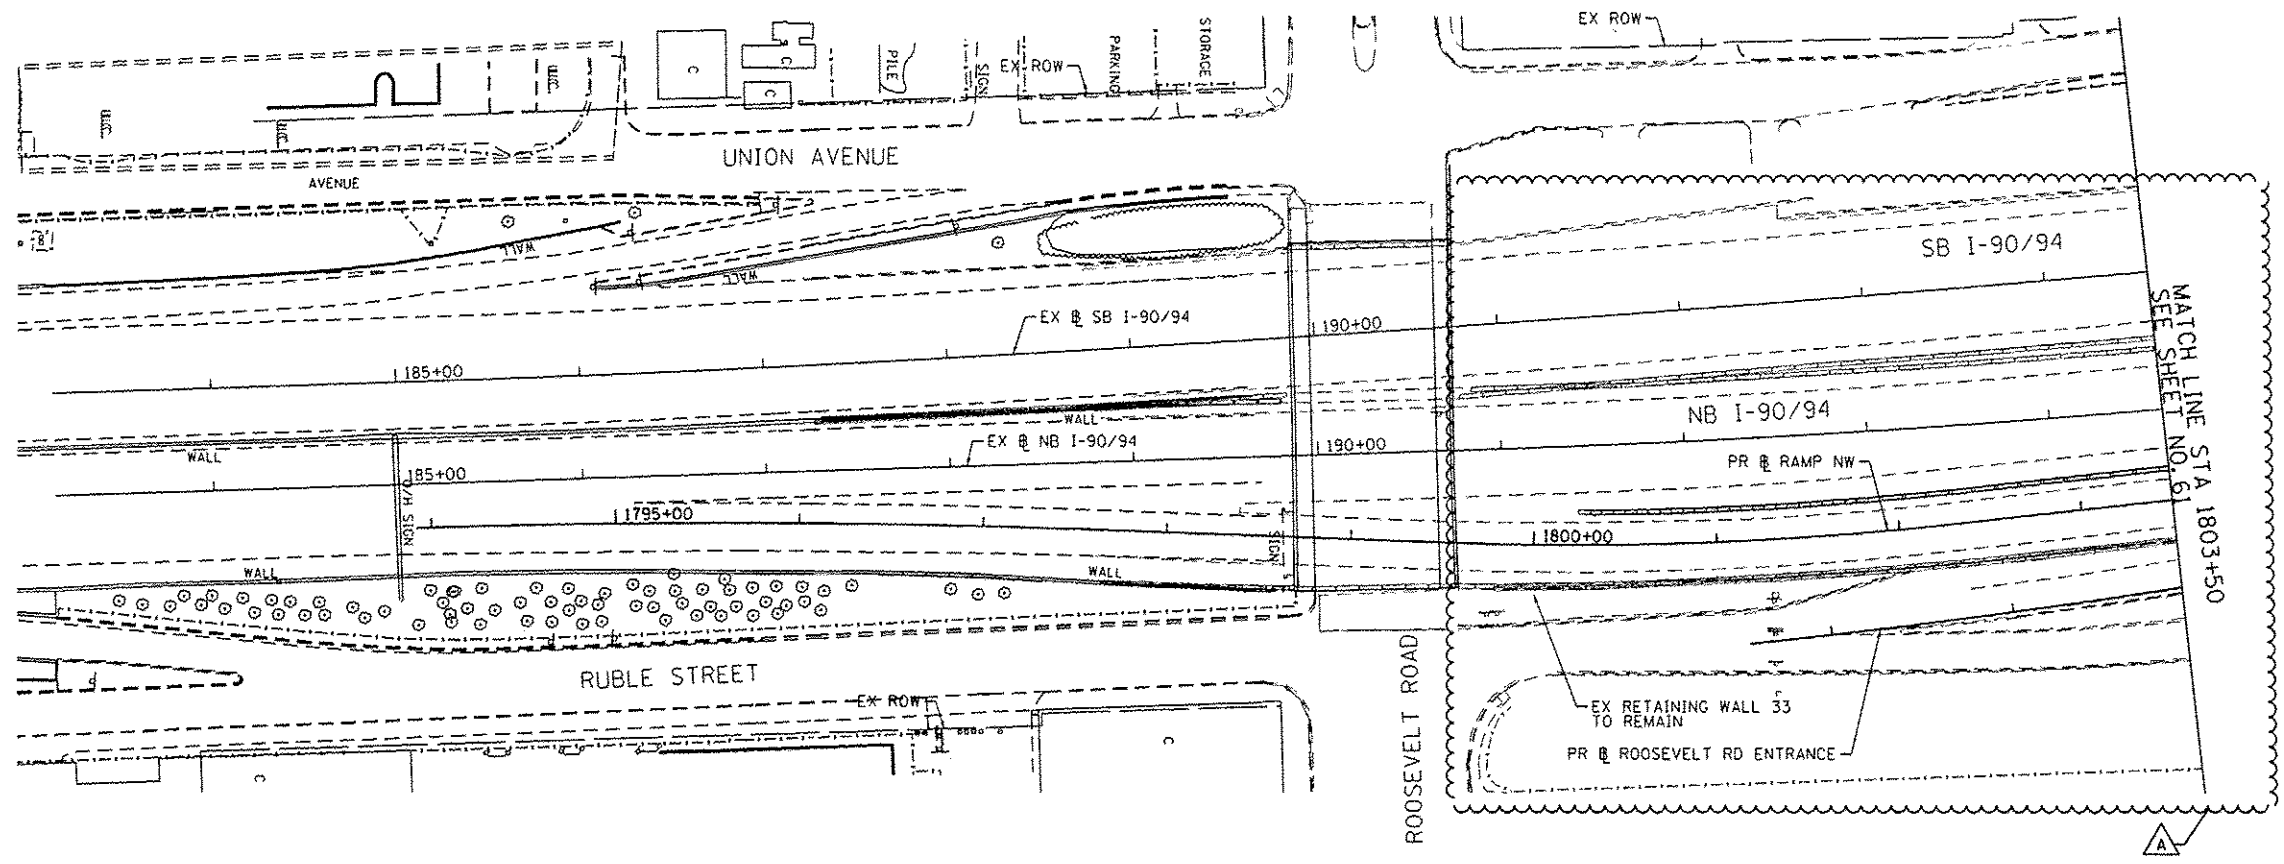 EX ROW
STORAGE
PARKING
SIGN
EX ROW
PILE
C
C
C
UNION AVENUE
AVENUE
8'
WALL
WALL
SB I-90/94
EX ⅊ SB I-90/94
190+00
185+00
MATCH LINE STA 1803+50
SEE SHEET NO. 61
NB I-90/94
WALL
EX ⅊ NB I-90/94
190+00
WALL
185+00
O/H SIGN
PR ⅊ RAMP NW
1795+00
1800+00
SIGN
WALL
WALL
RUBLE STREET
ROOSEVELT ROAD
EX ROW
EX RETAINING WALL 33
TO REMAIN
PR ⅊ ROOSEVELT RD ENTRANCE
C
C
A